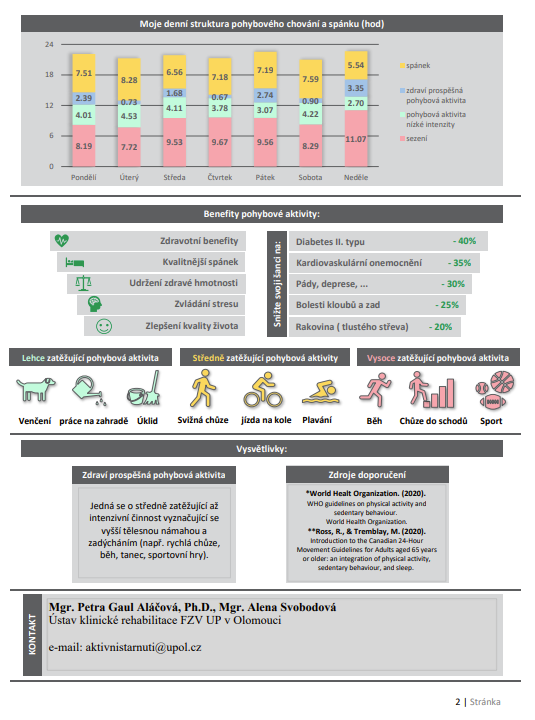 Moje denní struktura pohybového chování a spánku (hod)
24
18
12
6
0
7.51 8.28 6.56 7.18 7.19 7.59 5.54
2.39 0.73 1.68 0.67 2.74 0.90 3.35
4.01 4.53 4.11 3.78 3.07 4.22 2.70
8.19 7.72 9.53 9.67 9.56 8.29 11.07
Pondělí Úterý Středa Čtvrtek Pátek Sobota Neděle
spánek
zdraví prospěšná
pohybová aktivita
pohybová aktivita
nízké intenzity
sezení
Benefity pohybové aktivity:
Zdravotní benefity
Kvalitnější spánek
Udržení zdravé hmotnosti
Zvládání stresu
Zlepšení kvality života
Snižte svoji šanci na:
Diabetes II. typu - 40%
Kardiovaskulární onemocnění - 35%
Pády, deprese, ... - 30%
Bolesti kloubů a zad - 25%
Rakovina ( tlustého střeva) - 20%
Lehce zatěžující pohybová aktivita
Venčení práce na zahradě Úklid
Středně zatěžující pohybová aktivity
Svižná chůze jízda na kole Plavání
Vysoce zatěžující pohybová aktivita
Běh Chůze do schodů Sport
Vysvětlivky:
Zdraví prospěšná pohybová aktivita
Jedná se o středně zatěžující až
intenzivní činnost vyznačující se
vyšší tělesnou námahou a
zadýcháním (např. rychlá chůze,
běh, tanec, sportovní hry).
Zdroje doporučení
*World Healt Organization. (2020).
WHO guidelines on physical activity and
sedentary behaviour.
World Health Organization.
**Ross, R., & Tremblay, M. (2020).
Introduction to the Canadian 24-Hour
Movement Guidelines for Adults aged 65 years
or older: an integration of physical activity,
sedentary behaviour, and sleep.
KONTAKT
Mgr. Petra Gaul Aláčová, Ph.D., Mgr. Alena Svobodová
Ústav klinické rehabilitace FZV UP v Olomouci
e-mail: aktivnistarnuti@upol.cz
2 | Stránka